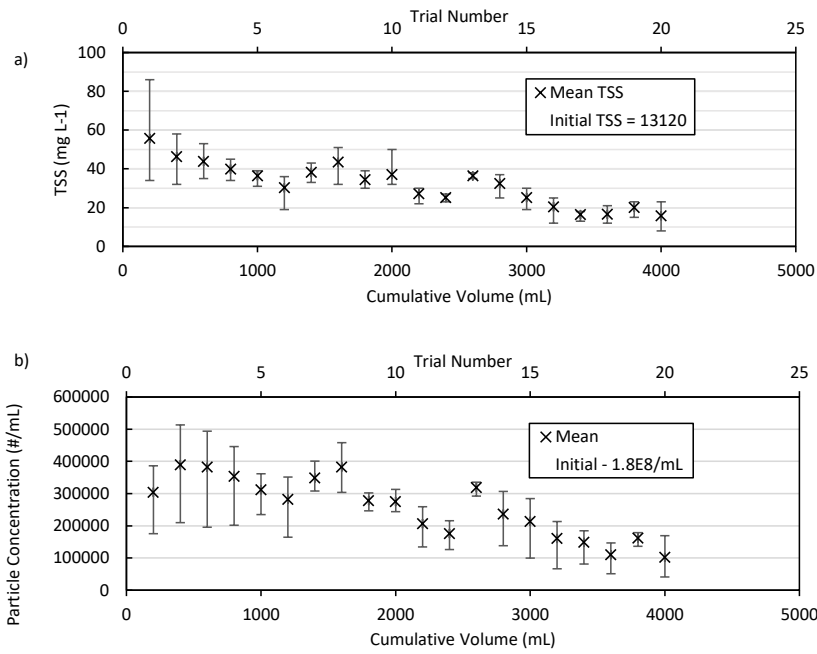 Trial Number
0 5 10 15 20 25
a)
100
80
60
40
20
0
TSS (mg L-1)
Mean TSS
Initial TSS = 13120
0 1000 2000 3000 4000 5000
Cumulative Volume (mL)
b)
Trial Number
0 5 10 15 20 25
600000
500000
400000
300000
200000
100000
0
Particle Concentration (#/mL)
Mean
Initial - 1.8E8/mL
0 1000 2000 3000 4000 5000
Cumulative Volume (mL)